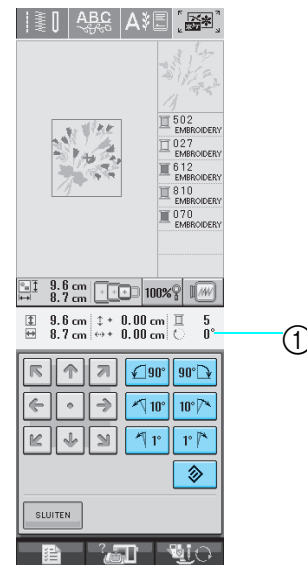 ABC A
502
EMBROIDERY
027
EMBROIDERY
612
EMBROIDERY
810
EMBROIDERY
070
EMBROIDERY
9.6 cm
8.7 cm
100%
9.6 cm 0.00 cm 5
8.7 cm 0.00 cm 0°
1
90° 90°
10° 10°
1° 1°
SLUITEN
?